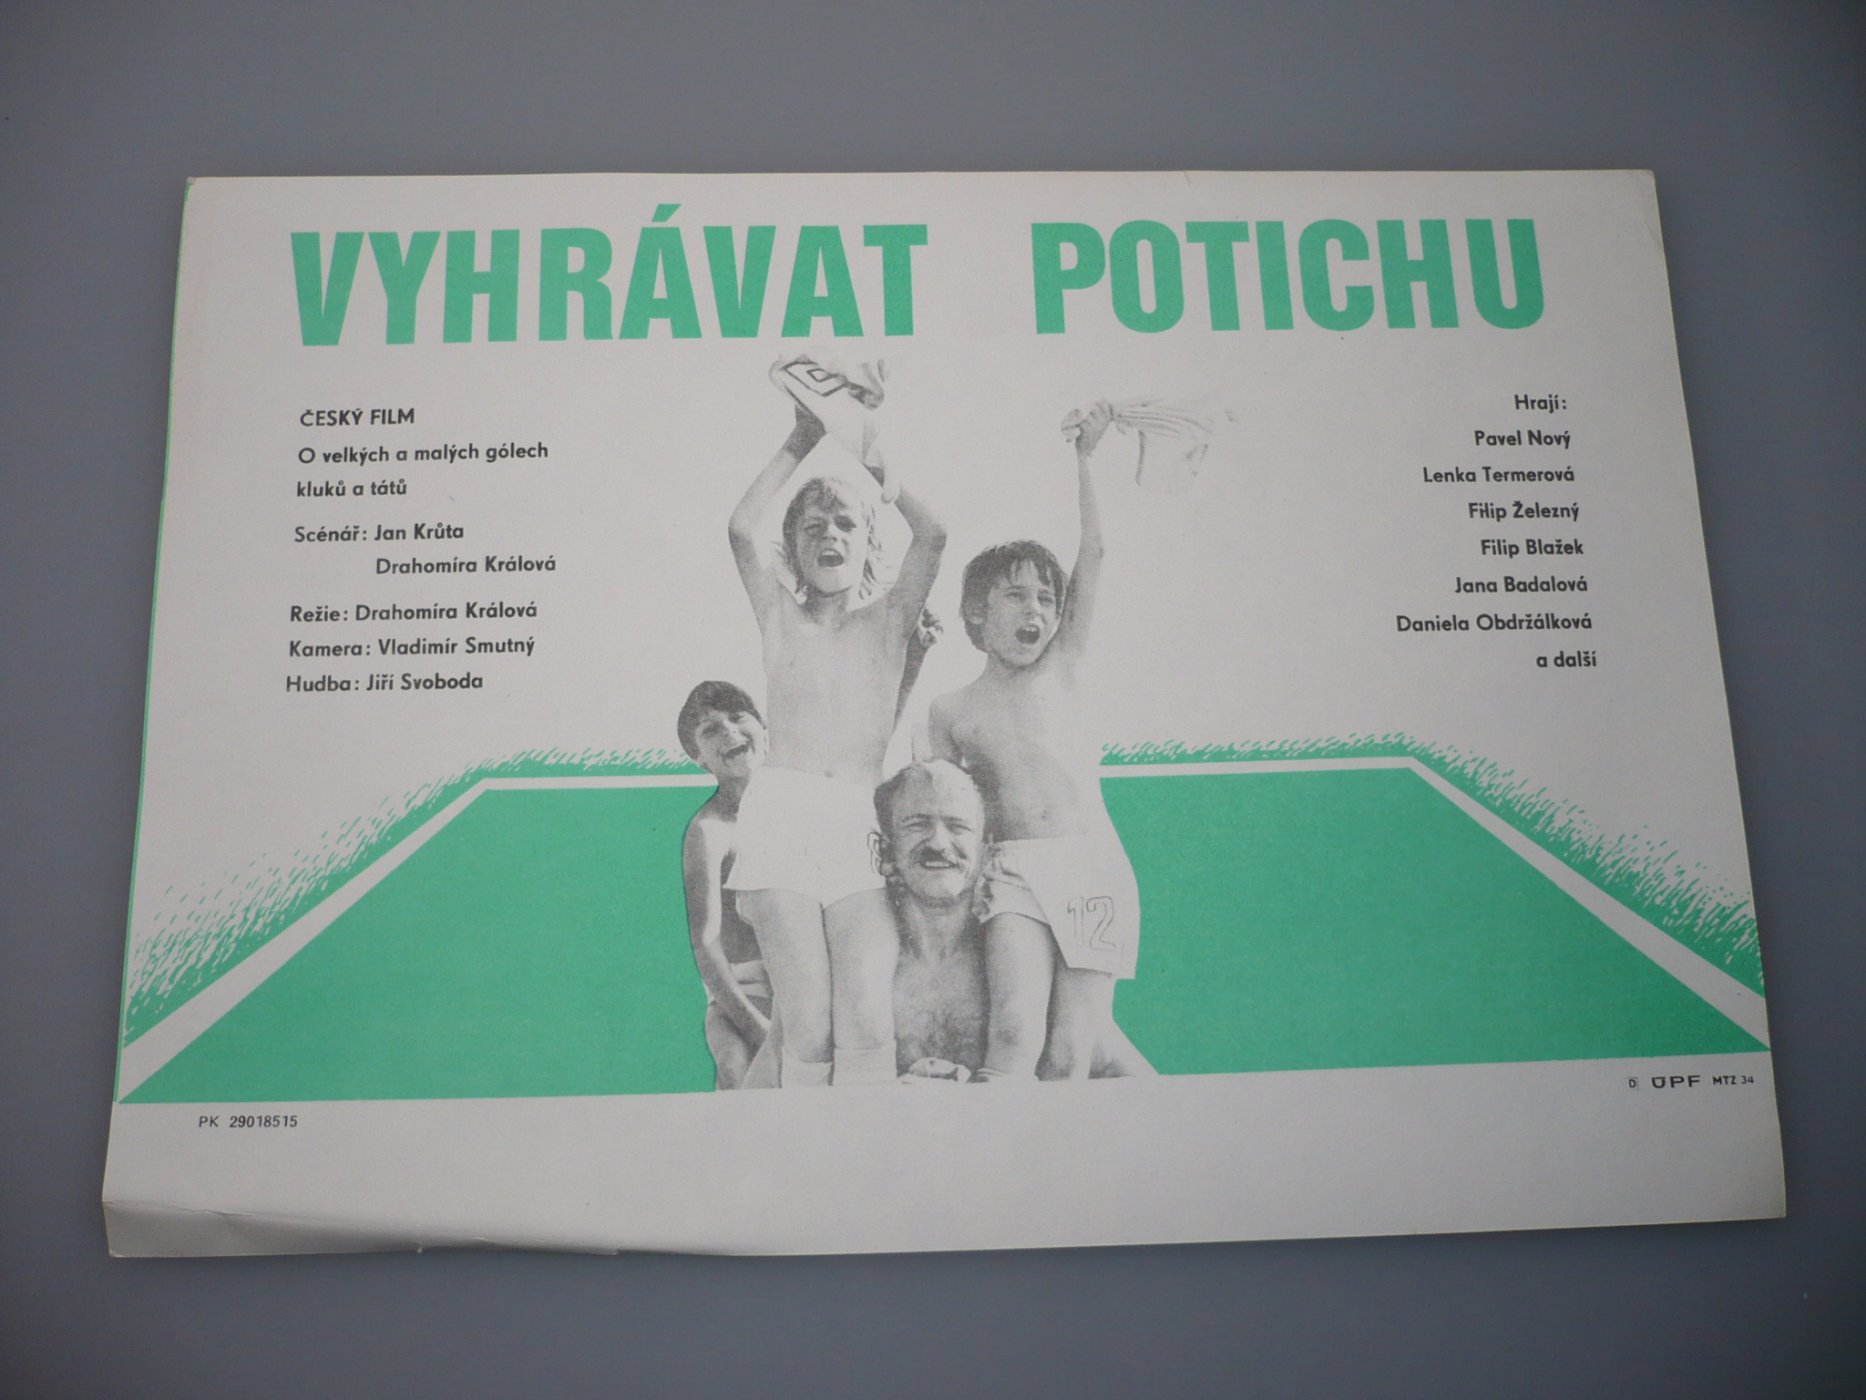 VYHRÁVAT POTICHU
ČESKÝ FILM
O velkých a malých gólech
kluků a tátů
Scénář: Jan Krůta
Drahomíra Králová
Režie: Drahomíra Králová
Kamera: Vladimír Smutný
Hudba: Jiří Svoboda
Hrají:
Pavel Nový
Lenka Termerová
Filip Železný
Filip Blažek
Jana Badalová
Daniela Obdržálková
a další
12
D ÚPF MTZ 34
PK 29018515